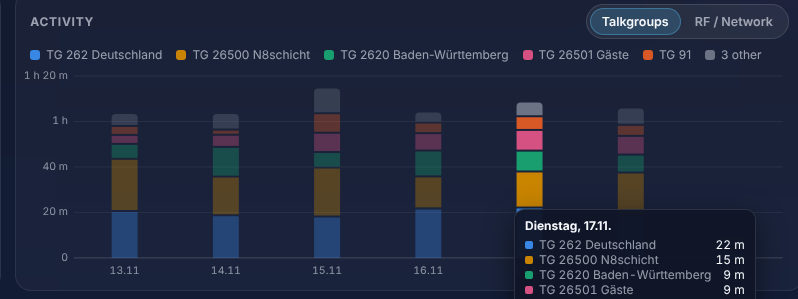 ACTIVITY
Talkgroups
RF / Network
TG 262 Deutschland
TG 26500 N8schicht
TG 2620 Baden-Württemberg
TG 26501 Gäste
TG 91
3 other
1 h 20 m
1 h
40 m
20 m
0
13.11
14.11
15.11
16.11
Dienstag, 17.11.
TG 262 Deutschland 22 m
TG 26500 N8schicht 15 m
TG 2620 Baden-Württemberg 9 m
TG 26501 Gäste 9 m